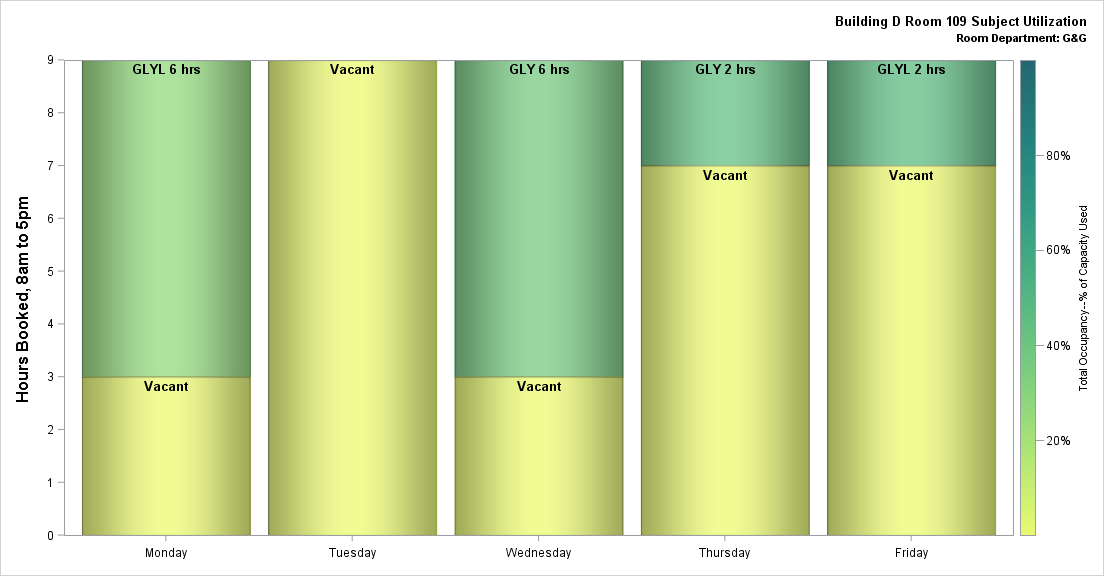 Building D Room 109 Subject Utilization
Room Department: G&G
Hours Booked, 8am to 5pm
9
8
7
6
5
4
3
2
1
0
GLYL 6 hrs
Vacant
Vacant
GLY 6 hrs
Vacant
GLY 2 hrs
Vacant
GLYL 2 hrs
Vacant
Monday
Tuesday
Wednesday
Thursday
Friday
80%
60%
40%
20%
Total Occupancy--% of Capacity Used